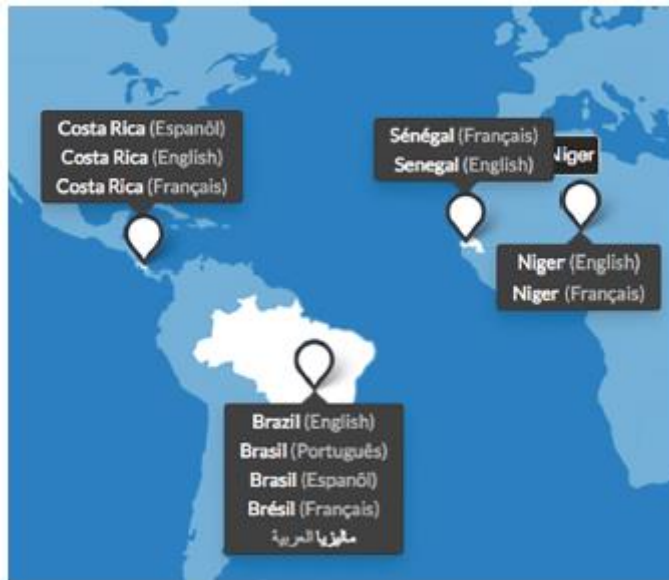 Costa Rica (Espanõl)
Costa Rica (English)
Costa Rica (Français)
Sénégal (Français)
Senegal (English)
Niger
Niger (English)
Niger (Français)
Brazil (English)
Brasil (Português)
Brasil (Espanõl)
Brésil (Français)
ماليزيا العربية